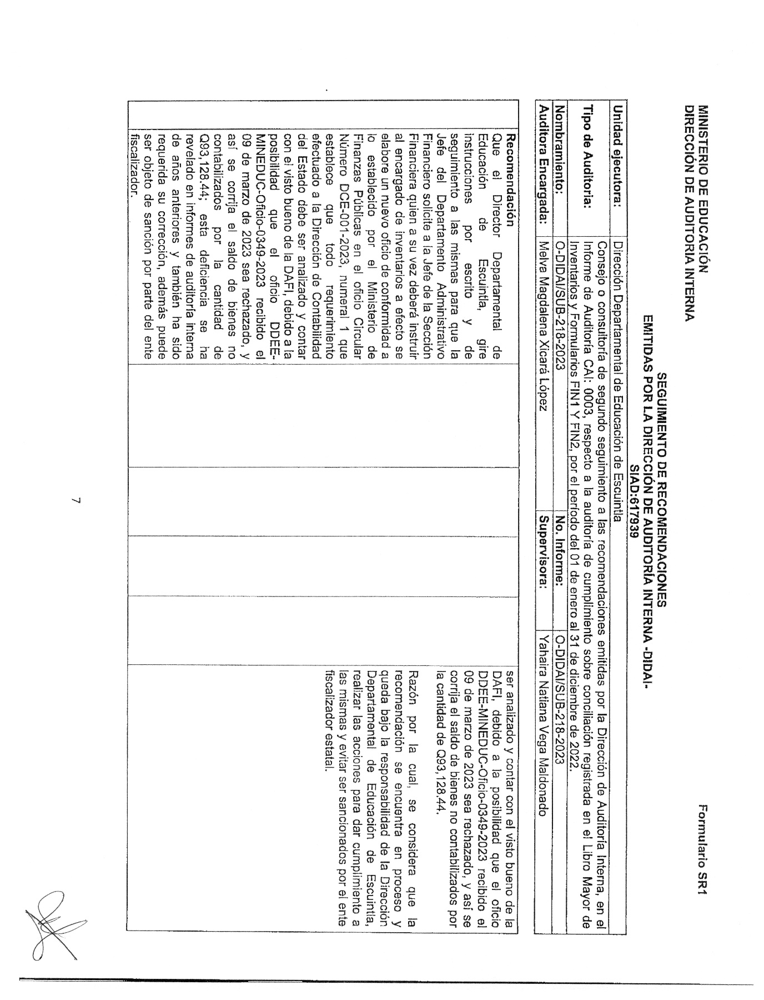 MINISTERIO DE EDUCACIÓN
DIRECCIÓN DE AUDITORIA INTERNA
Formulario SR1
SEGUIMIENTO DE RECOMENDACIONES
EMITIDAS POR LA DIRECCIÓN DE AUDITORÍA INTERNA -DIDAI-
SIAD:617939
Unidad ejecutora: Dirección Departamental de Educación de Escuintla
Tipo de Auditoria: Consejo o consultoría de segundo seguimiento a las recomendaciones emitidas por la Dirección de Auditoría Interna, en el
Informe de Auditoría CAI: 0003, respecto a la auditoría de cumplimiento sobre conciliación registrada en el Libro Mayor de
Inventarios y Formularios FIN1 Y FIN2, por el período del 01 de enero al 31 de diciembre de 2022.
Nombramiento: O-DIDAI/SUB-218-2023 No. Informe: O-DIDAI/SUB-218-2023
Auditora Encargada: Melva Magdalena Xicará López Supervisora: Yahaira Natiana Vega Maldonado
Recomendación
Que el Director Departamental de
Educación de Escuintla, gire
instrucciones por escrito y de
seguimiento a las mismas para que la
Jefe del Departamento Administrativo
Financiero solicite a la Jefe de la Sección
Financiera quien a su vez deberá instruir
al encargado de inventarios a efecto se
elabore un nuevo oficio de conformidad a
lo establecido por el Ministerio de
Finanzas Públicas en el oficio Circular
Número DCE-001-2023, numeral 1 que
establece que todo requerimiento
efectuado a la Dirección de Contabilidad
del Estado debe ser analizado y contar
con el visto bueno de la DAFI, debido a la
posibilidad que el oficio DDEE-
MINEDUC-Oficio-0349-2023 recibido el
09 de marzo de 2023 sea rechazado, y
así se corrija el saldo de bienes no
contabilizados por la cantidad de
Q93,128.44; esta deficiencia se ha
revelado en informes de auditoría interna
de años anteriores y también ha sido
requerida su corrección, además puede
ser objeto de sanción por parte del ente
fiscalizador.
ser analizado y contar con el visto bueno de la
DAFI, debido a la posibilidad que el oficio
DDEE-MINEDUC-Oficio-0349-2023 recibido el
09 de marzo de 2023 sea rechazado, y así se
corrija el saldo de bienes no contabilizados por
la cantidad de Q93,128.44.
Razón por la cual, se considera que la
recomendación se encuentra en proceso y
queda bajo la responsabilidad de la Dirección
Departamental de Educación de Escuintla,
realizar las acciones para dar cumplimiento a
las mismas y evitar ser sancionados por el ente
fiscalizador estatal.
7